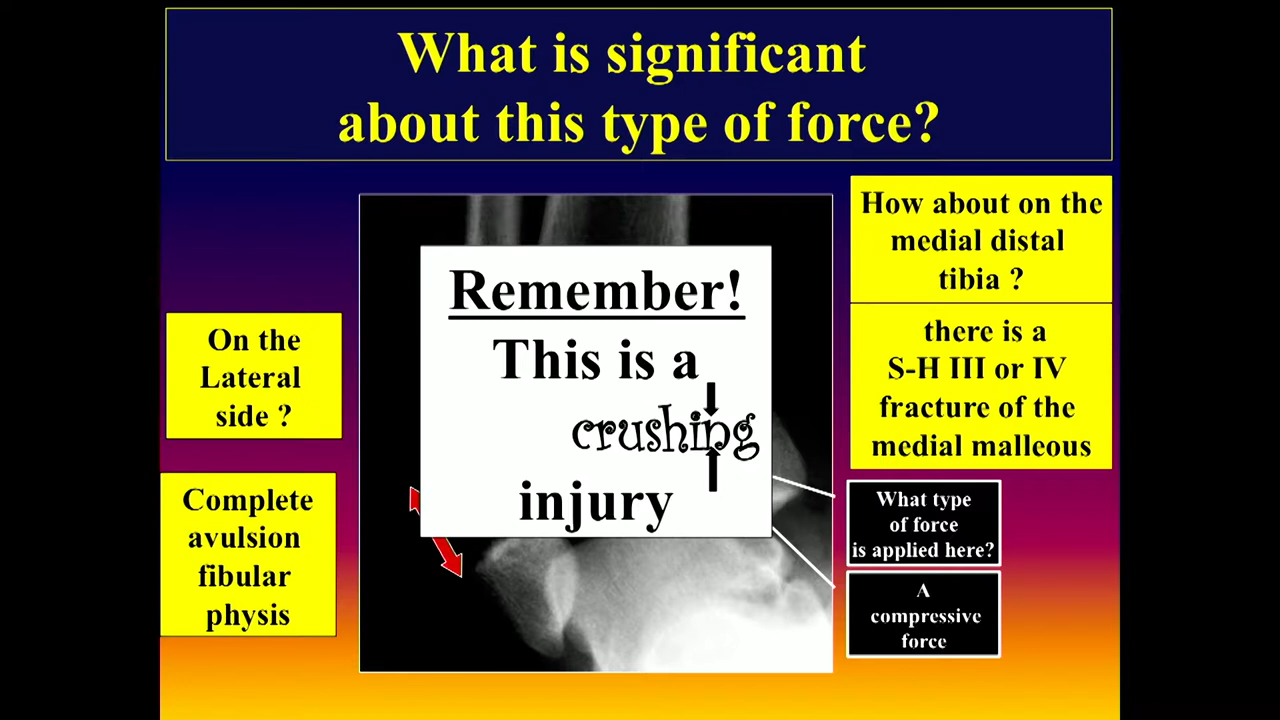 What is significant
about this type of force?
How about on the
medial distal
tibia ?
there is a
S-H III or IV
fracture of the
medial malleous
On the
Lateral
side ?
Complete
avulsion
fibular
physis
Remember!
This is a
crushing
injury
What type
of force
is applied here?
A
compressive
force